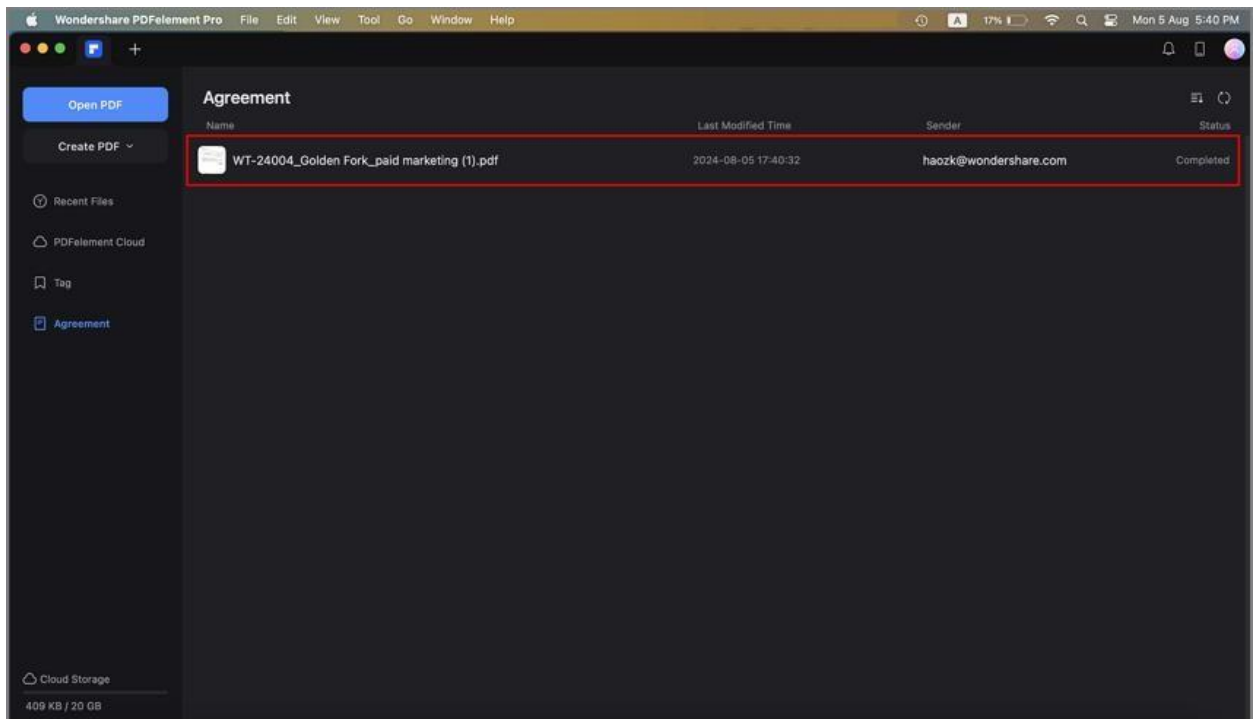 Wondershare PDFelement Pro File Edit View Tool Go Window Help A 17% Mon 5 Aug 5:40 PM
Open PDF
Create PDF
Recent Files
PDFelement Cloud
Tag
Agreement
Cloud Storage
409 KB / 20 GB
Agreement
Name Last Modified Time Sender Status
WT-24004_Golden Fork_paid marketing (1).pdf 2024-08-05 17:40:32 haozk@wondershare.com Completed